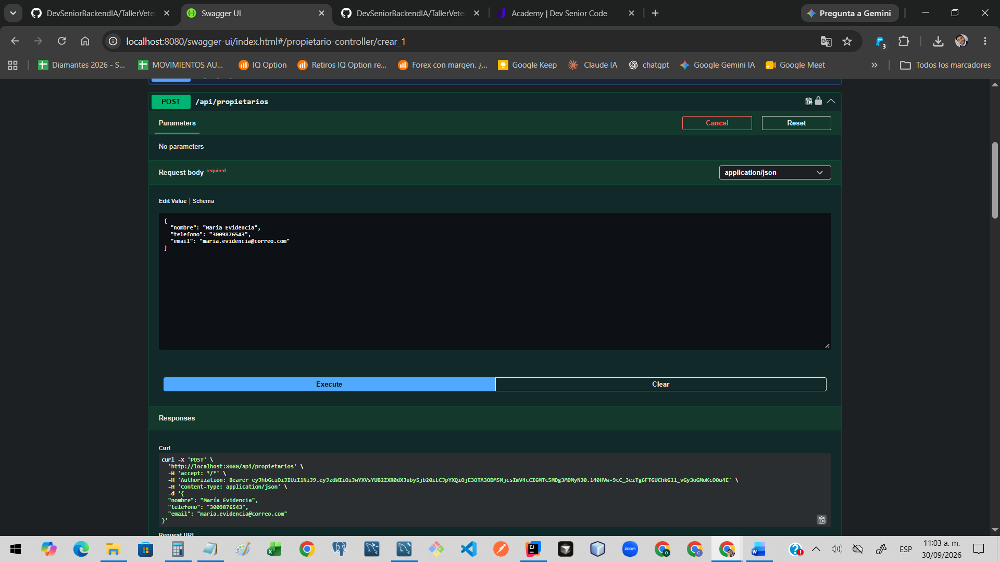 DevSeniorBackendIA/TallerVeter
Swagger UI
DevSeniorBackendIA/TallerVete
Academy | Dev Senior Code
Pregunta a Gemini
localhost:8080/swagger-ui/index.html#/propietario-controller/crear_1
3
Diamantes 2026 - S...
MOVIMIENTOS AU...
IQ Option
Retiros IQ Option re...
Forex con margen. ¿...
Google Keep
Claude IA
chatgpt
Google Gemini IA
Google Meet
Todos los marcadores
POST
/api/propietarios
Parameters
Cancel
Reset
No parameters
Request body required
application/json
Edit Value | Schema
{
"nombre": "María Evidencia",
"telefono": "3009876543",
"email": "maria.evidencia@correo.com"
}
Execute
Clear
Responses
Curl
curl -X 'POST' \
'http://localhost:8080/api/propietarios' \
-H 'accept: */*' \
-H 'Authorization: Bearer
-H 'Content-Type: application/json' \
-d '{
"nombre": "María Evidencia",
"telefono": "3009876543",
"email": "maria.evidencia@correo.com"
}'
Request URL
zoom
ESP
11:03 a. m.
30/09/2026